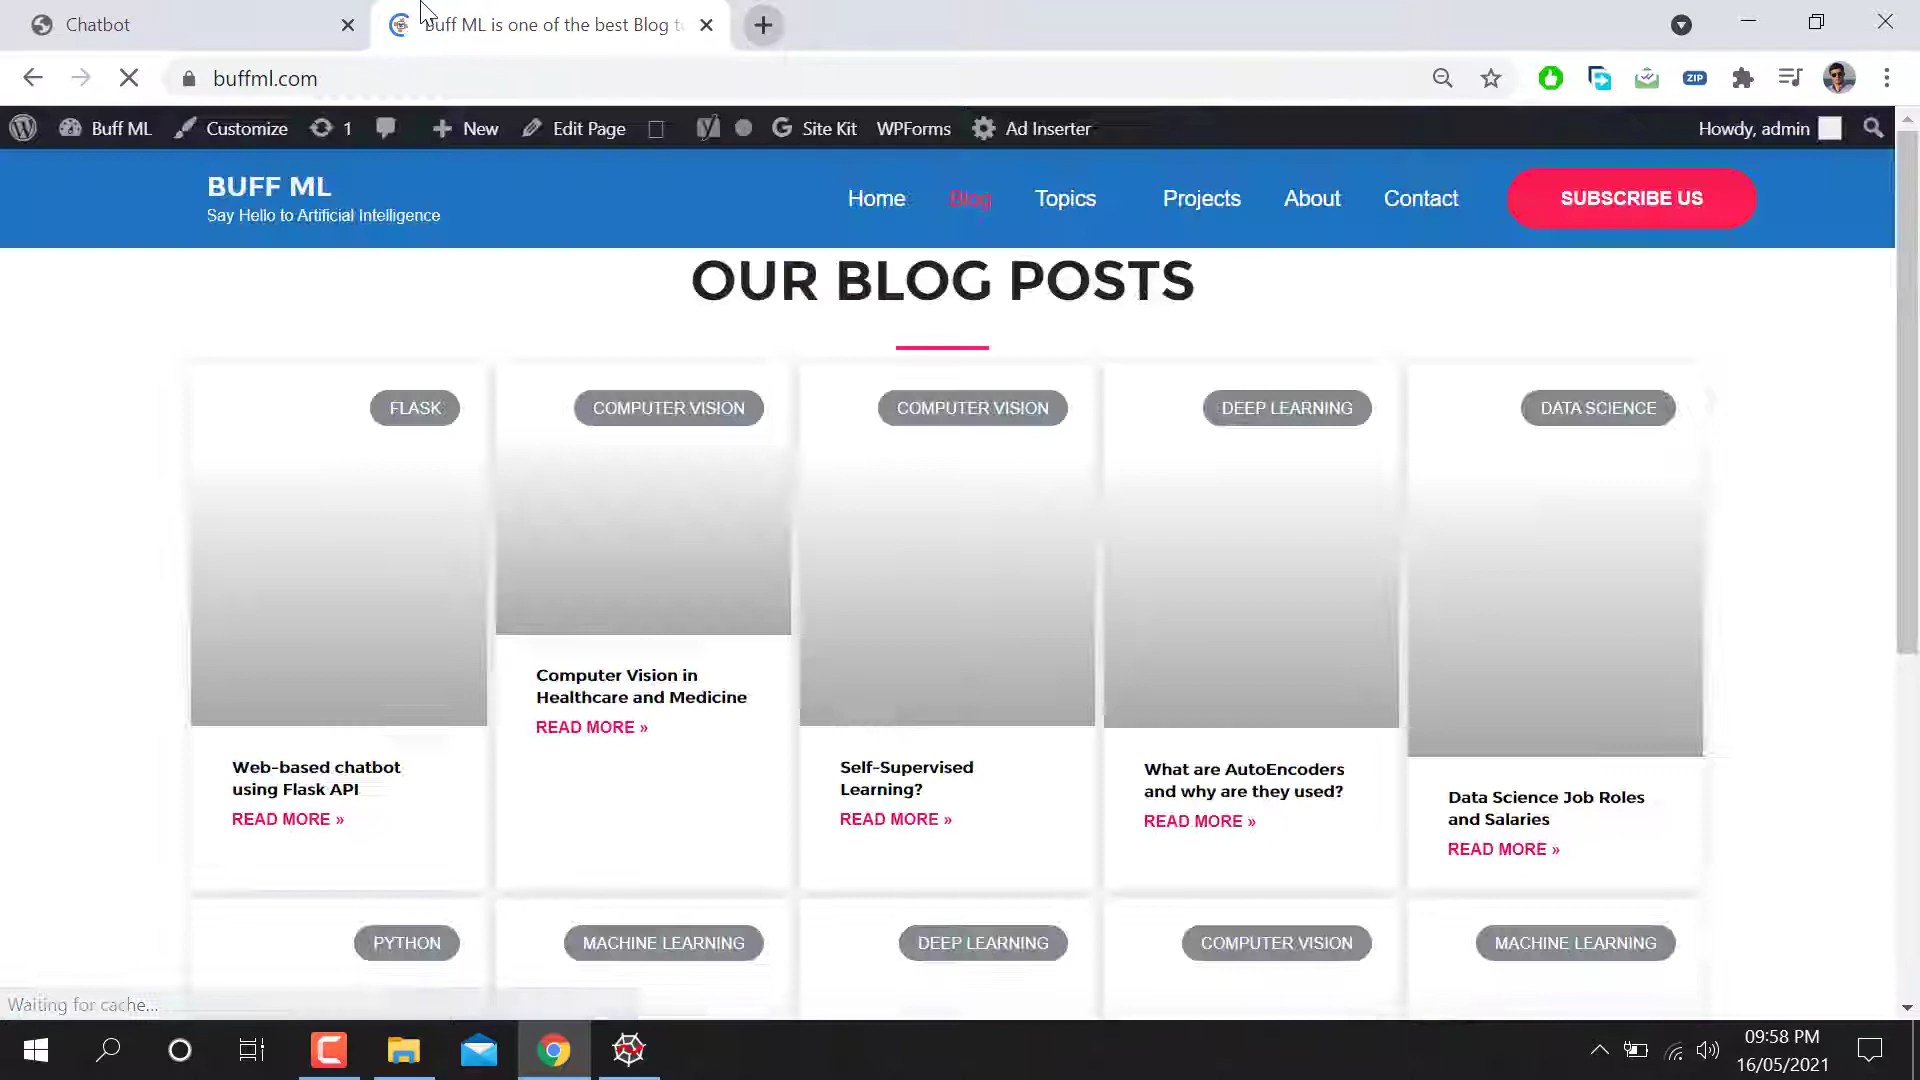 Chatbot
Buff ML is one of the best Blog t
buffml.com
ZIP
Buff ML
Customize
1
New
Edit Page
Site Kit
WPForms
Ad Inserter
Howdy, admin
BUFF ML
Say Hello to Artificial Intelligence
Home
Blog
Topics
Projects
About
Contact
SUBSCRIBE US
OUR BLOG POSTS
FLASK
COMPUTER VISION
COMPUTER VISION
DEEP LEARNING
DATA SCIENCE
Web-based chatbot
using Flask API
READ MORE »
Computer Vision in
Healthcare and Medicine
READ MORE »
Self-Supervised
Learning?
READ MORE »
What are AutoEncoders
and why are they used?
READ MORE »
Data Science Job Roles
and Salaries
READ MORE »
PYTHON
MACHINE LEARNING
DEEP LEARNING
COMPUTER VISION
MACHINE LEARNING
Waiting for cache...
09:58 PM
16/05/2021